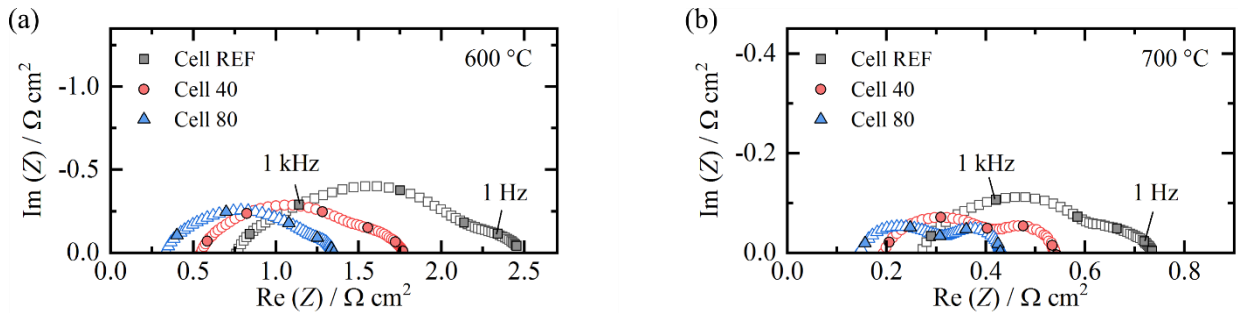 (a)
600 °C
Cell REF
Cell 40
Cell 80
1 kHz
1 Hz
Im (Z) / Ω cm²
-1.0
-0.5
0.0
0.0 0.5 1.0 1.5 2.0 2.5
Re (Z) / Ω cm²
(b)
700 °C
Cell REF
Cell 40
Cell 80
1 kHz
1 Hz
Im (Z) / Ω cm²
-0.4
-0.2
0.0
0.0 0.2 0.4 0.6 0.8
Re (Z) / Ω cm²